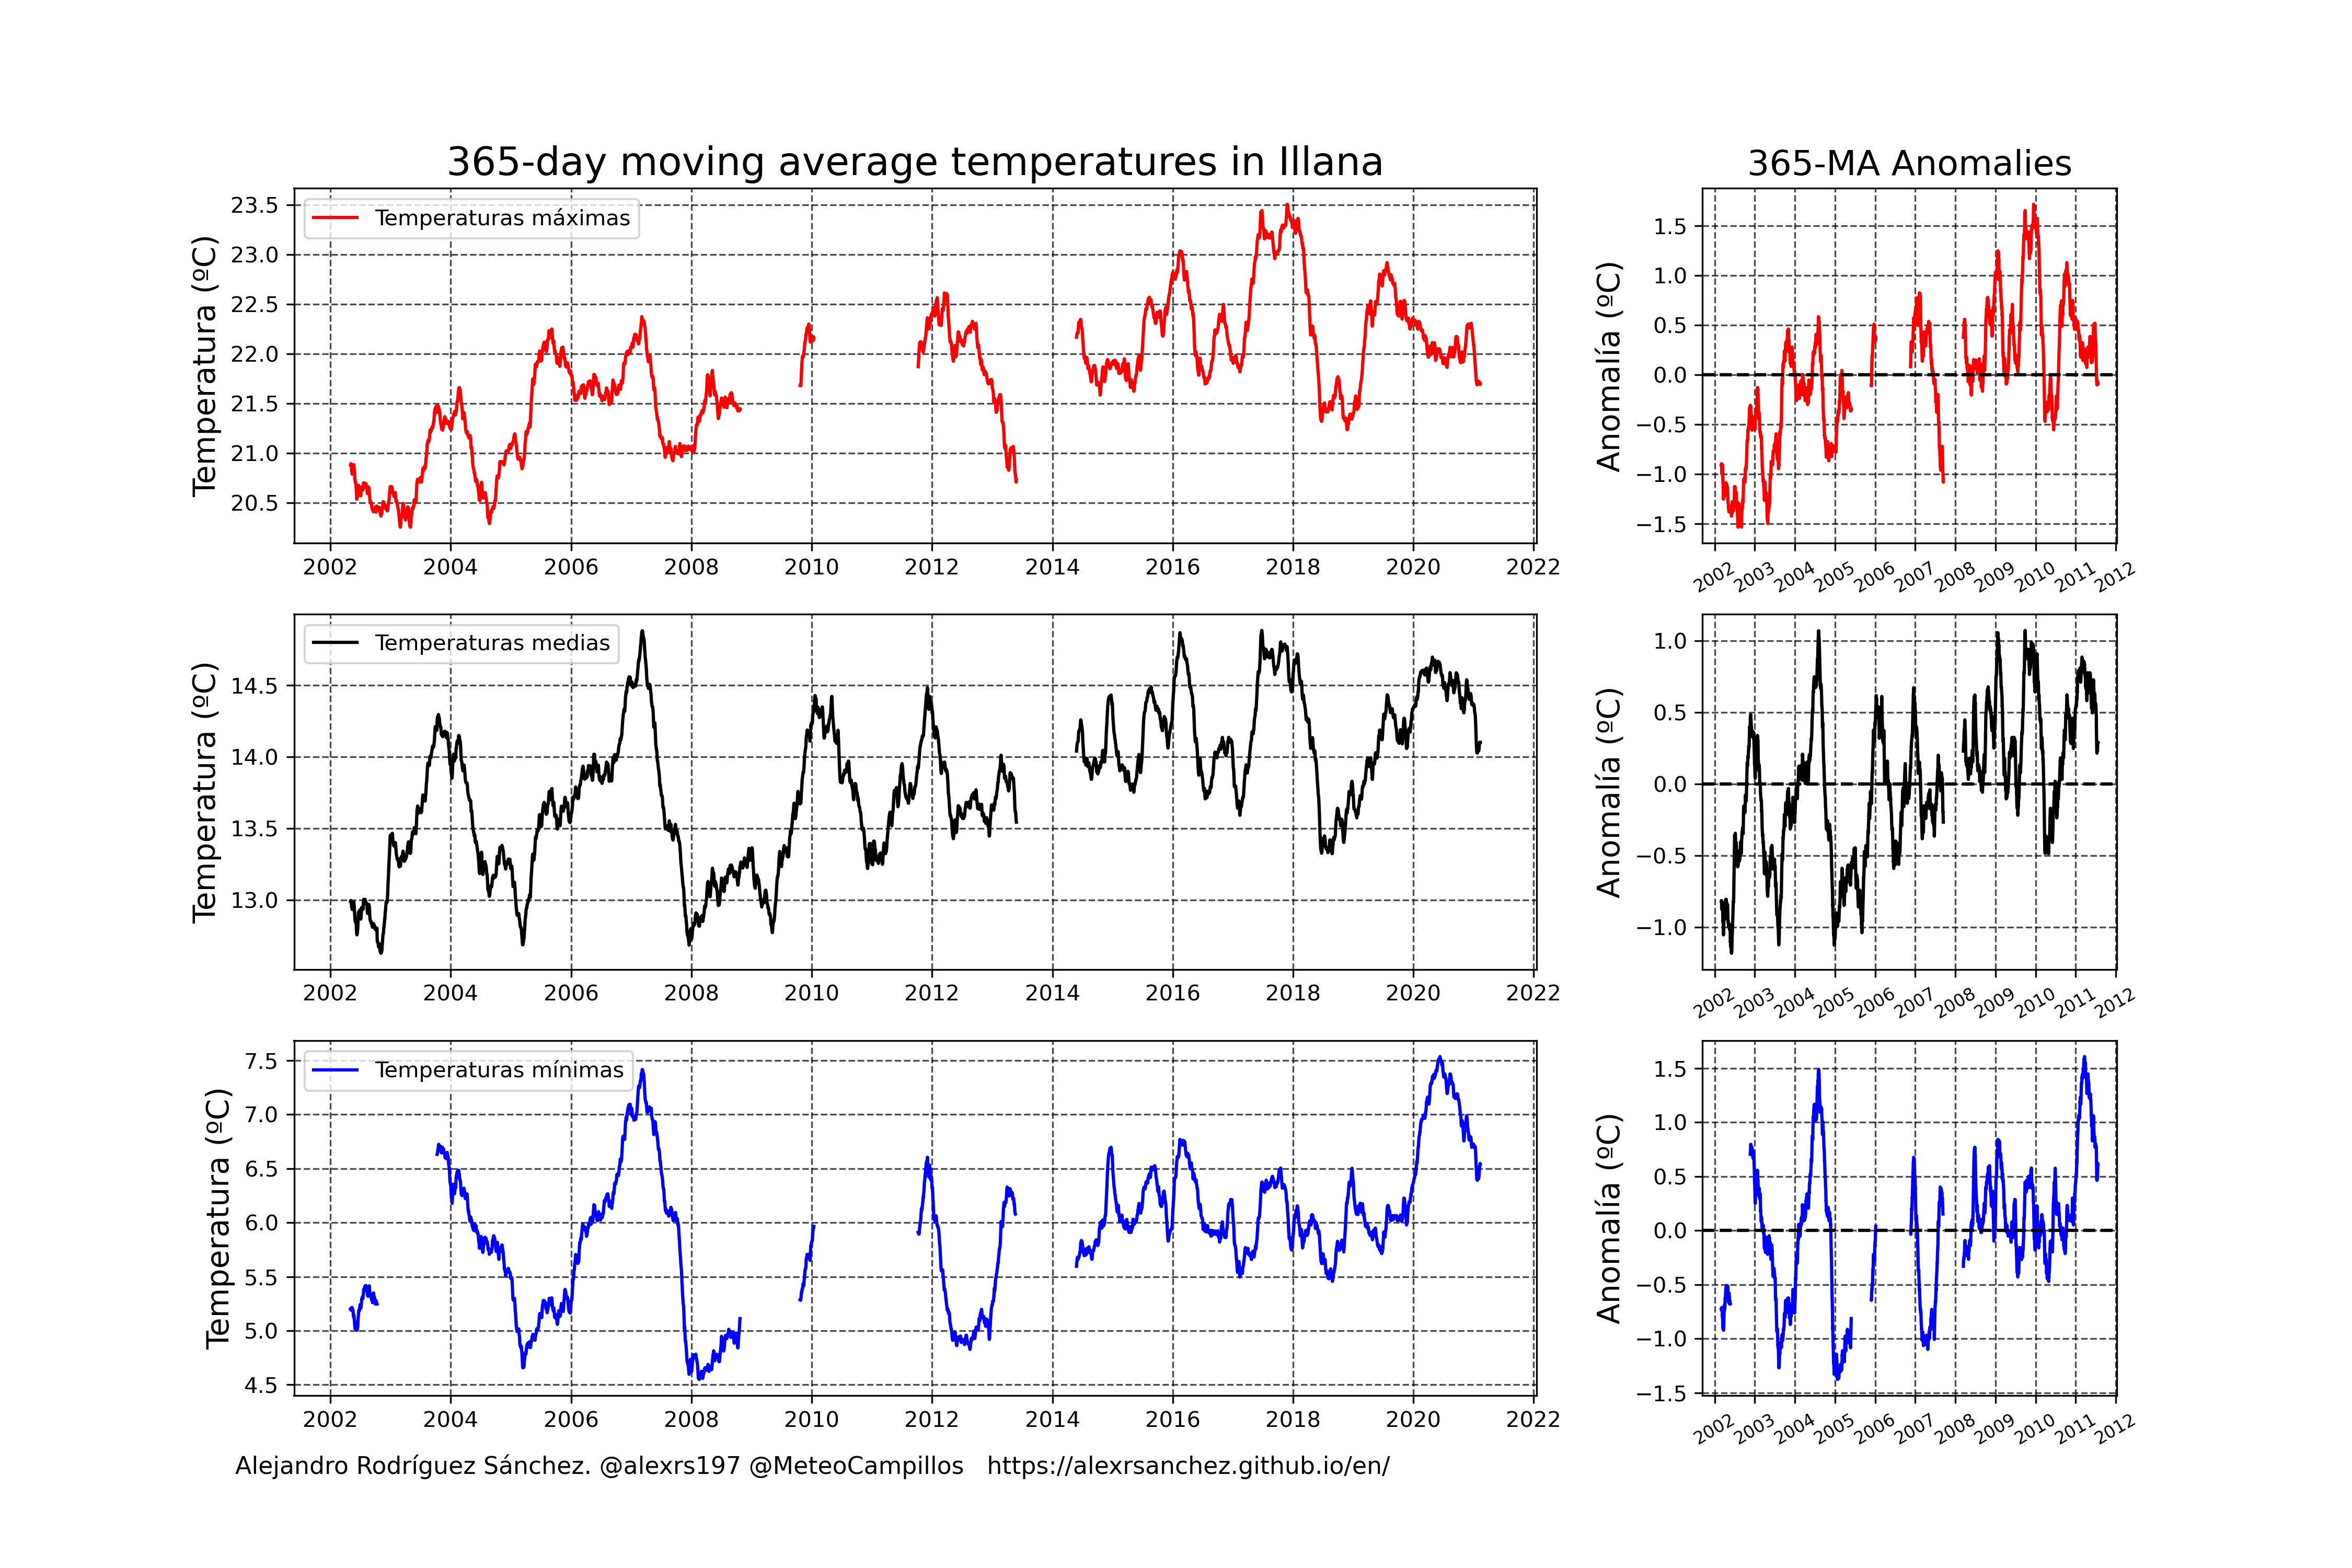 365-day moving average temperatures in Illana
365-MA Anomalies
Temperatura (ºC)
23.5
23.0
22.5
22.0
21.5
21.0
20.5
Temperaturas máximas
2002 2004 2006 2008 2010 2012 2014 2016 2018 2020 2022
Anomalía (ºC)
1.5
1.0
0.5
0.0
−0.5
−1.0
−1.5
2002 2003 2004 2005 2006 2007 2008 2009 2010 2011 2012
Temperatura (ºC)
14.5
14.0
13.5
13.0
Temperaturas medias
2002 2004 2006 2008 2010 2012 2014 2016 2018 2020 2022
Anomalía (ºC)
1.0
0.5
0.0
−0.5
−1.0
2002 2003 2004 2005 2006 2007 2008 2009 2010 2011 2012
Temperatura (ºC)
7.5
7.0
6.5
6.0
5.5
5.0
4.5
Temperaturas mínimas
2002 2004 2006 2008 2010 2012 2014 2016 2018 2020 2022
Anomalía (ºC)
1.5
1.0
0.5
0.0
−0.5
−1.0
−1.5
2002 2003 2004 2005 2006 2007 2008 2009 2010 2011 2012
Alejandro Rodríguez Sánchez. @alexrs197 @MeteoCampillos https://alexrsanchez.github.io/en/